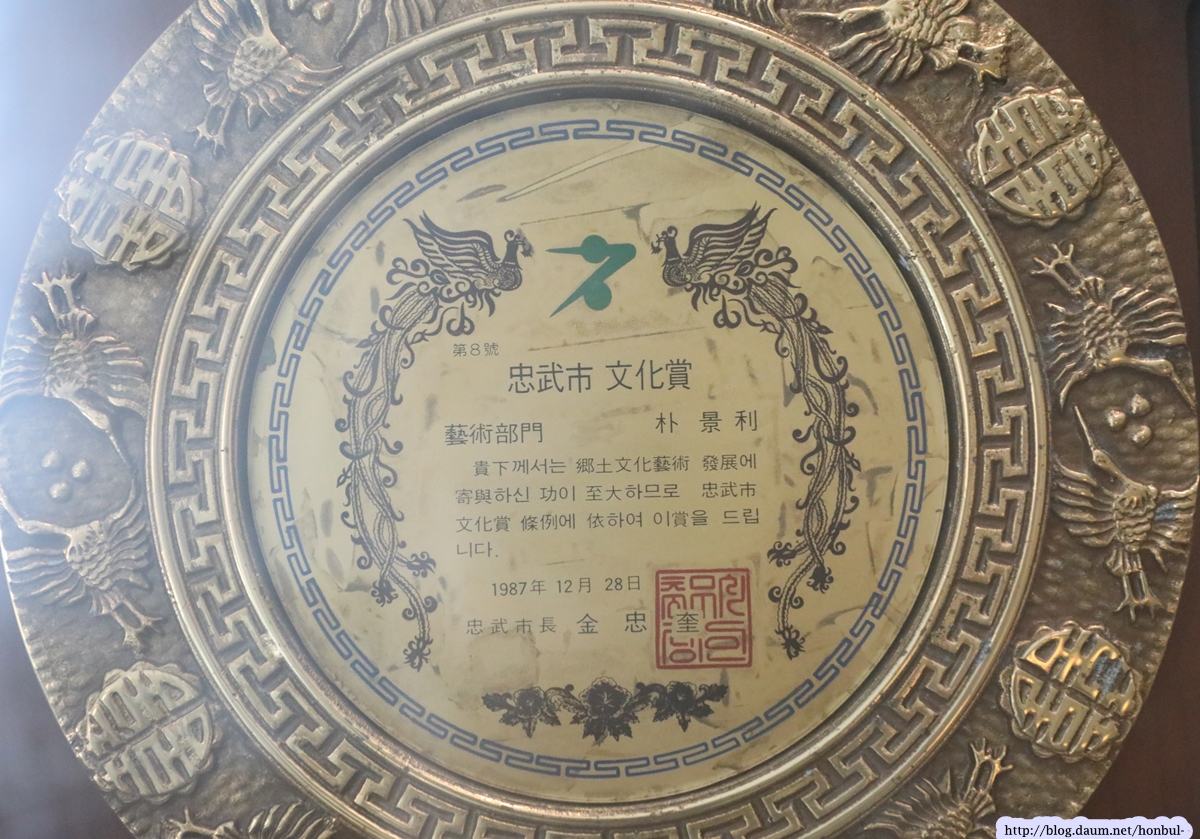 第8號
忠武市 文化賞
藝術部門 朴景利
貴下께서는 鄕土文化藝術 發展에
寄與하신 功이 至大하므로 忠武市
文化賞 條例에 依하여 이賞을 드립
니다.
1987年 12月 28日
忠武市長 金忠奎
http://blog.daum.net/honbul-